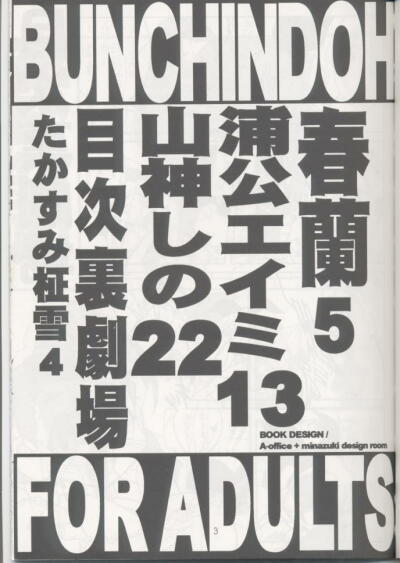 BUNCHINDOH
春蘭 5
蒲公エイミ 13
山神しの 22
目次裏劇場
たかすみ柾雪 4
BOOK DESIGN /
A-office + minazuki design room
FOR ADULTS
3